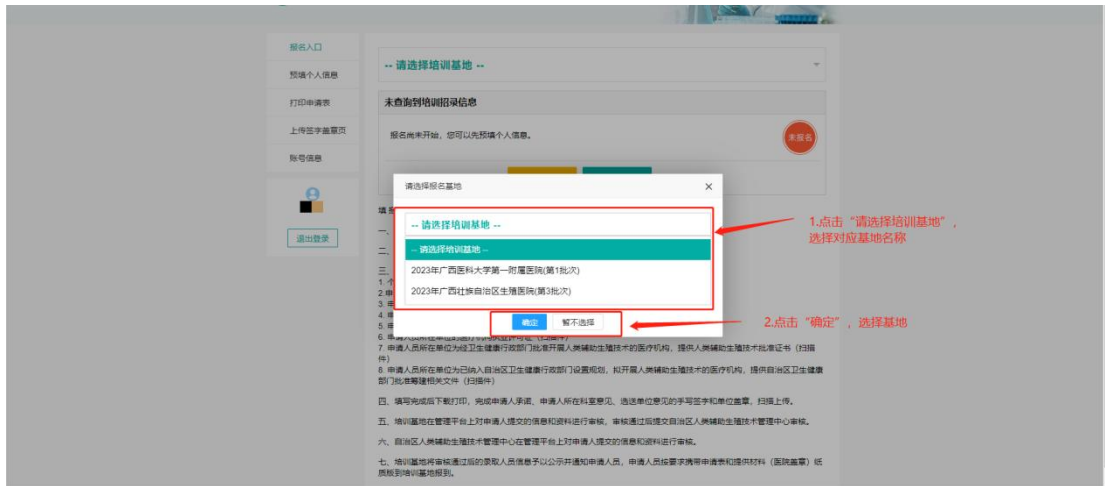 报名入口
预填个人信息
打印申请表
上传签字盖章页
账号信息
退出登录
-- 请选择培训基地 --
未查询到培训招录信息
报名尚未开始，您可以先预填个人信息。
未报名
请选择报名基地
-- 请选择培训基地 --
-- 请选择培训基地 --
2023年广西医科大学第一附属医院(第1批次)
2023年广西壮族自治区生殖医院(第3批次)
确定 暂不选择
1.点击“请选择培训基地”，
选择对应基地名称
2.点击“确定”，选择基地
一、
二、
三、
7. 申请人员所在单位为经卫生健康行政部门批准开展人类辅助生殖技术的医疗机构，提供人类辅助生殖技术批准证书（扫描
件）
8. 申请人员所在单位为已纳入自治区卫生健康行政部门设置规划，拟开展人类辅助生殖技术的医疗机构，提供自治区卫生健康
部门批准筹建相关文件（扫描件）
四、填写完成后下载打印，完成申请人承诺、申请人所在科室意见、选送单位意见的手写签字和单位盖章，扫描上传。
五、培训基地在管理平台上对申请人提交的信息和资料进行审核，审核通过后提交自治区人类辅助生殖技术管理中心审核。
六、自治区人类辅助生殖技术管理中心在管理平台上对申请人提交的信息和资料进行审核。
七、培训基地将审核通过后的录取人员信息予以公示并通知申请人员，申请人员按要求携带申请表和提供材料（医院盖章）纸
质版到培训基地报到。